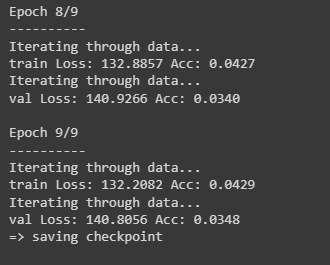 Epoch 8/9
----------
Iterating through data...
train Loss: 132.8857 Acc: 0.0427
Iterating through data...
val Loss: 140.9266 Acc: 0.0340
Epoch 9/9
----------
Iterating through data...
train Loss: 132.2082 Acc: 0.0429
Iterating through data...
val Loss: 140.8056 Acc: 0.0348
=> saving checkpoint